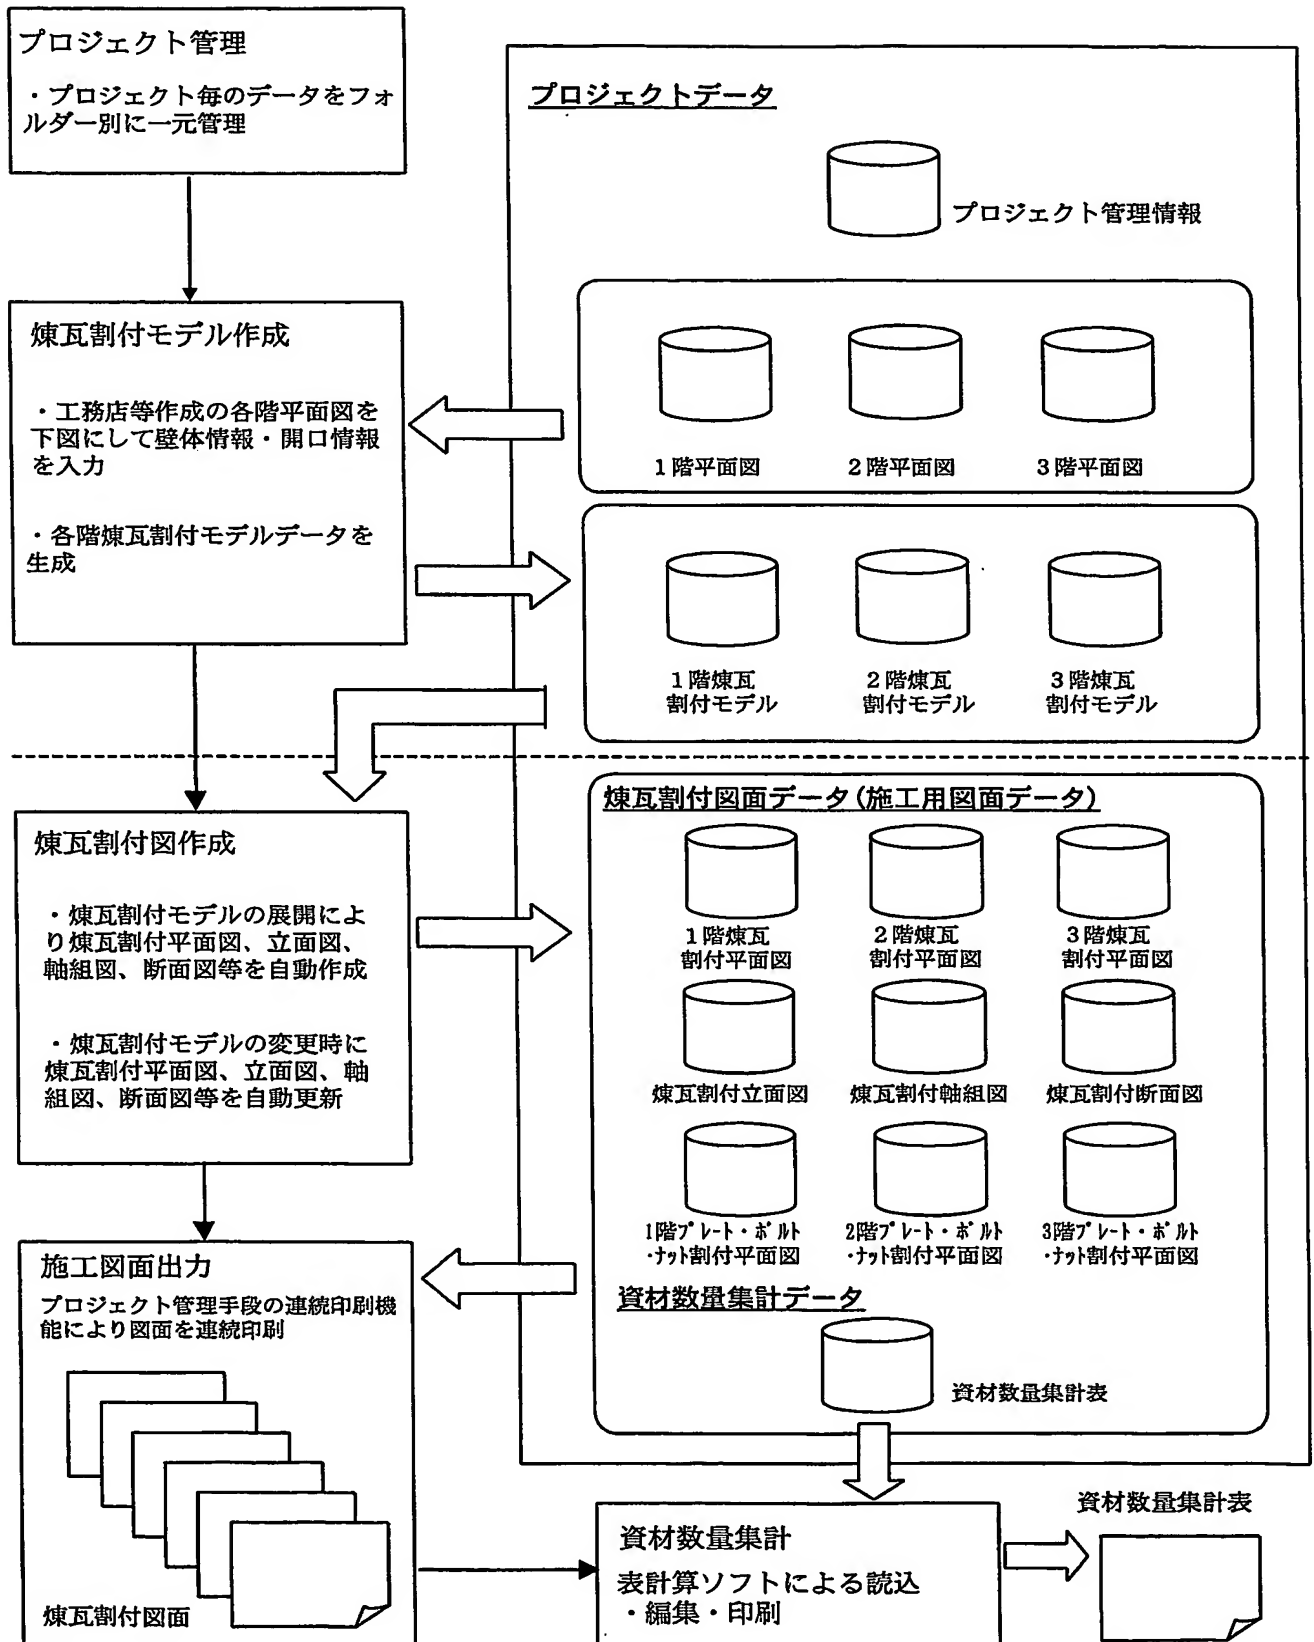 プロジェクト管理
・プロジェクト毎のデータをフォ
ルダー別に一元管理
煉瓦割付モデル作成
・工務店等作成の各階平面図を
下図にして壁体情報・開口情報
を入力
・各階煉瓦割付モデルデータを
生成
煉瓦割付図作成
・煉瓦割付モデルの展開によ
り煉瓦割付平面図、立面図、
軸組図、断面図等を自動作成
・煉瓦割付モデルの変更時に
煉瓦割付平面図、立面図、軸
組図、断面図等を自動更新
施工図面出力
プロジェクト管理手段の連続印刷機
能により図面を連続印刷
煉瓦割付図面
プロジェクトデータ
プロジェクト管理情報
1階平面図
2階平面図
3階平面図
1階煉瓦
割付モデル
2階煉瓦
割付モデル
3階煉瓦
割付モデル
煉瓦割付図面データ(施工用図面データ)
1階煉瓦
割付平面図
2階煉瓦
割付平面図
3階煉瓦
割付平面図
煉瓦割付立面図
煉瓦割付軸組図
煉瓦割付断面図
1階プレート・ボルト
・ナット割付平面図
2階プレート・ボルト
・ナット割付平面図
3階プレート・ボルト
・ナット割付平面図
資材数量集計データ
資材数量集計表
資材数量集計
表計算ソフトによる読込
・編集・印刷
資材数量集計表